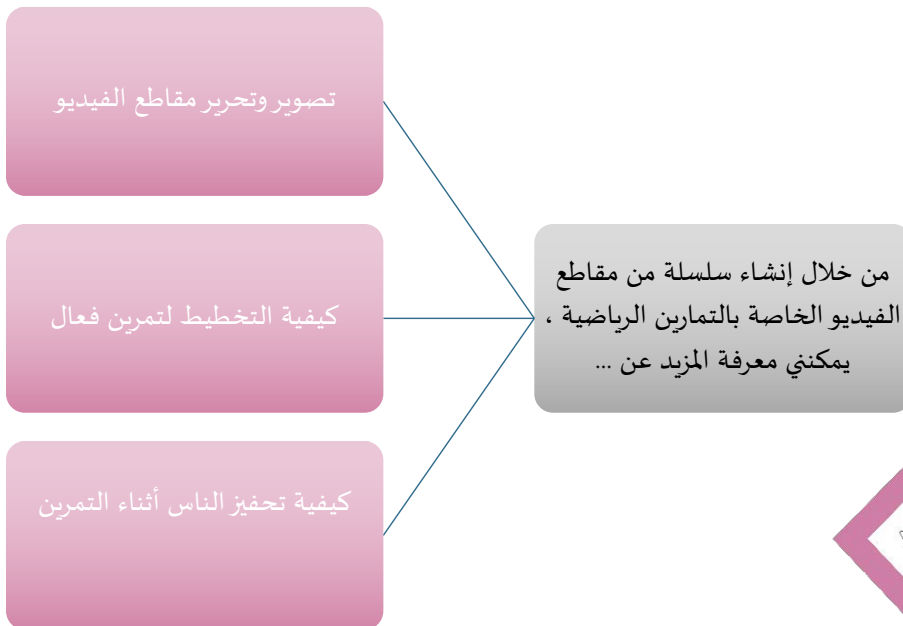 من خلال إنشاء سلسلة من مقاطع
الفيديو الخاصة بالتمارين الرياضية ،
يمكنني معرفة المزيد عن ...
تصوير وتحرير مقاطع الفيديو
كيفية التخطيط لتمرين فعال
كيفية تحفيز الناس أثناء التمرين